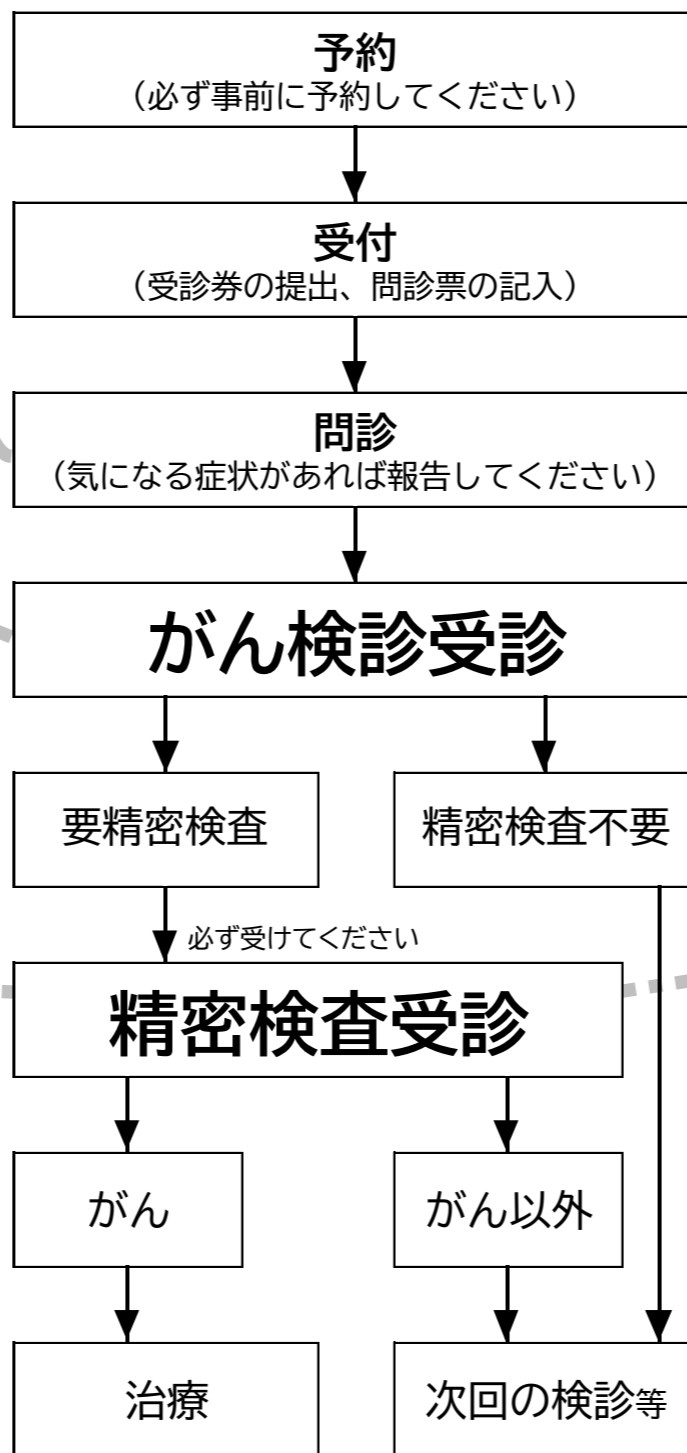 予約
（必ず事前に予約してください）
受付
（受診券の提出、問診票の記入）
問診
（気になる症状があれば報告してください）
がん検診受診
要精密検査
精密検査不要
必ず受けてください
精密検査受診
がん
がん以外
治療
次回の検診等